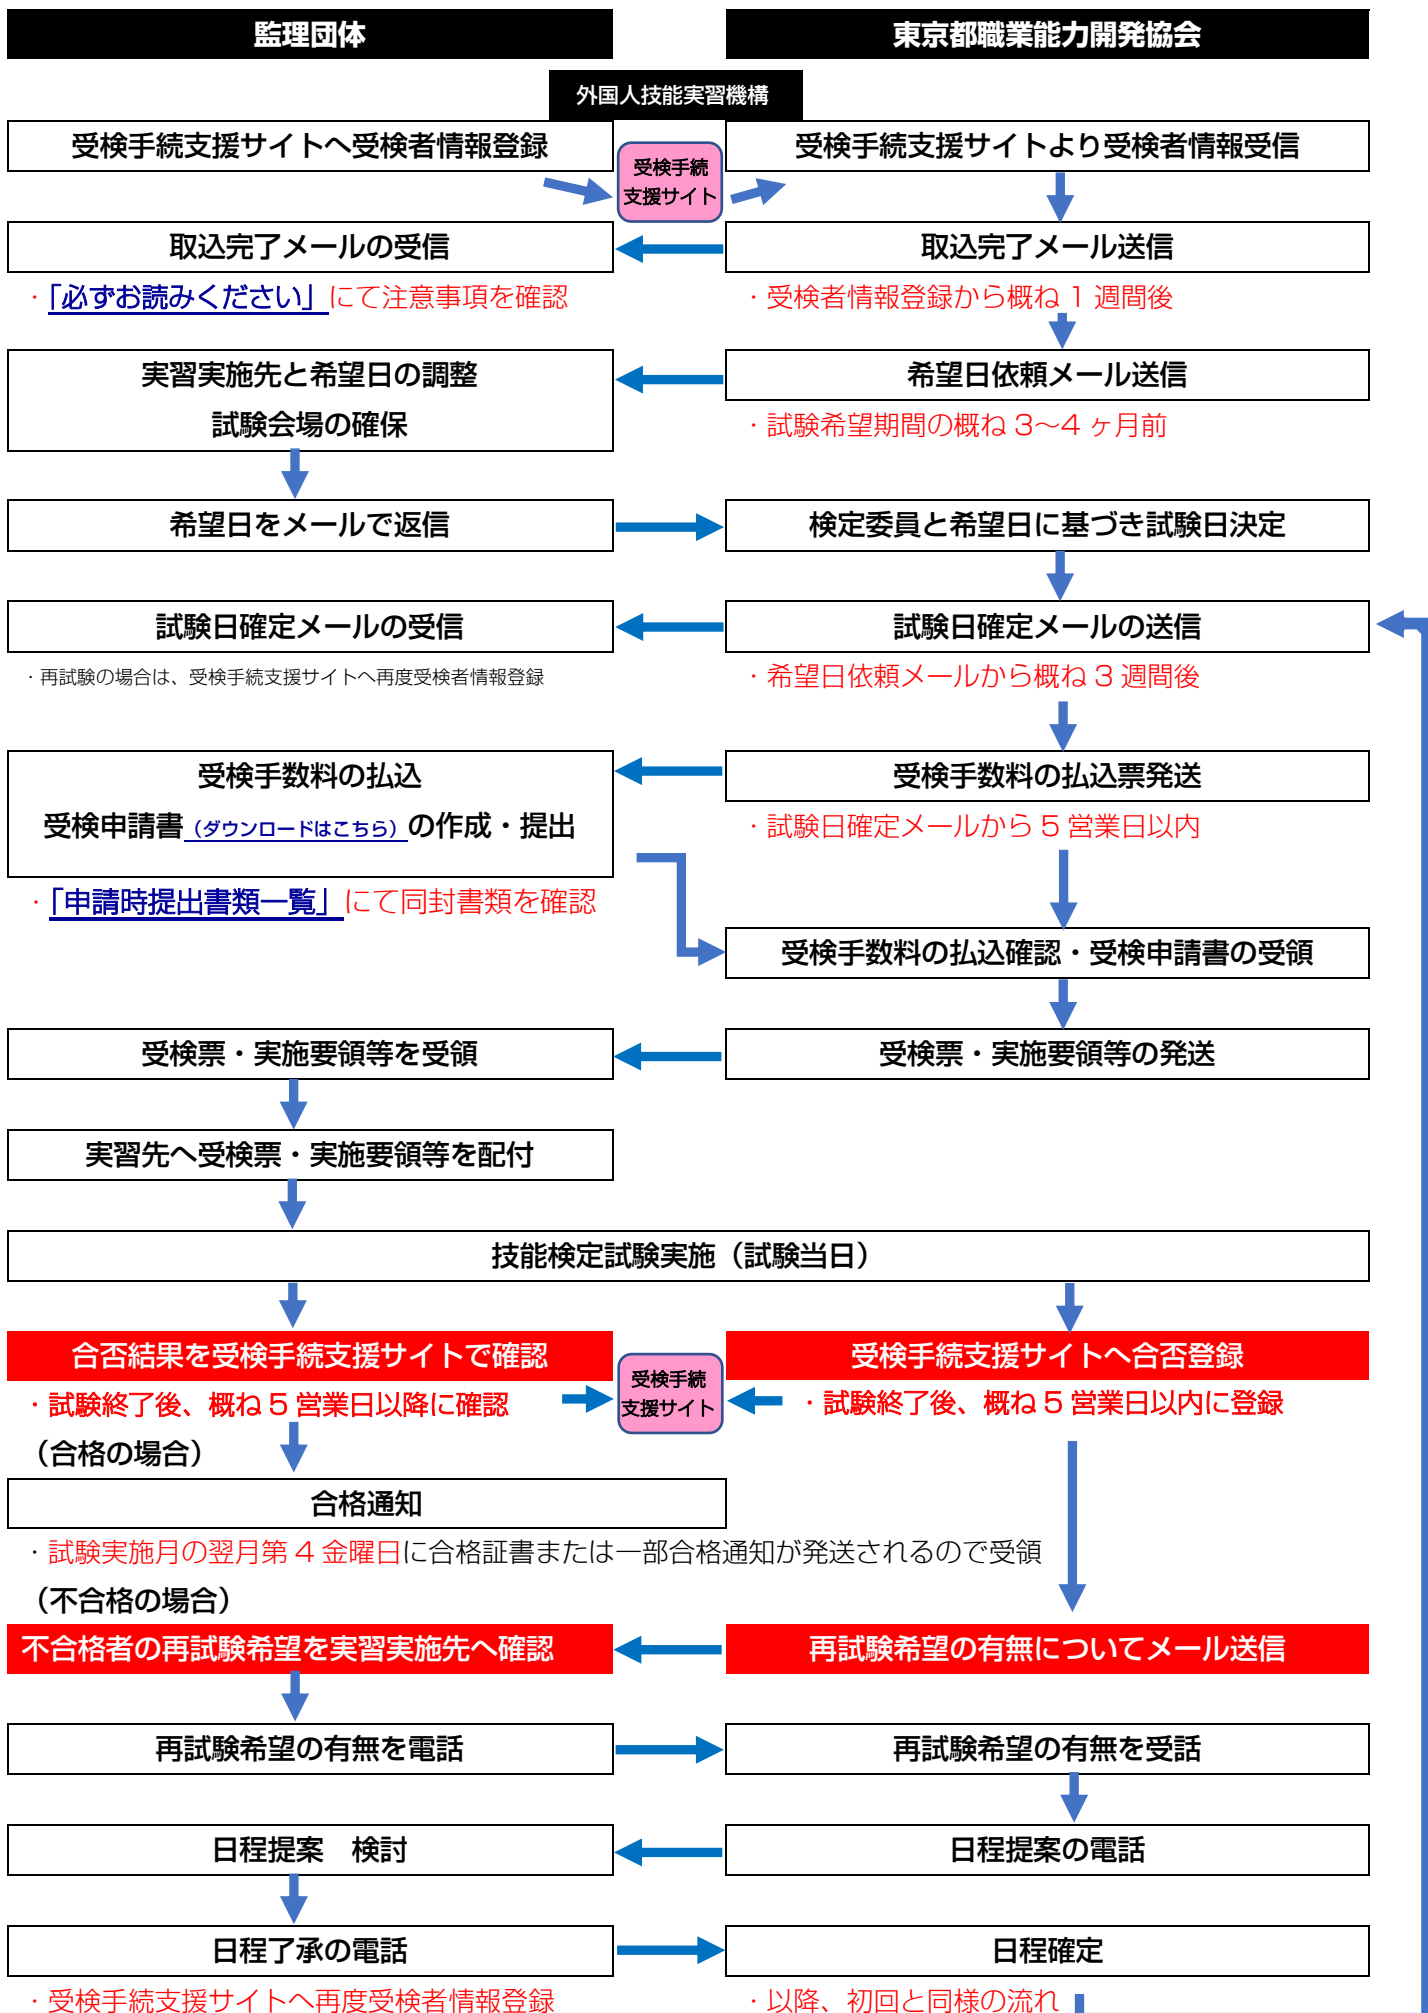 監理団体
東京都職業能力開発協会
外国人技能実習機構
受検手続支援サイトへ受検者情報登録
受検手続
支援サイト
受検手続支援サイトより受検者情報受信
取込完了メールの受信
取込完了メール送信
・「必ずお読みください」にて注意事項を確認
・受検者情報登録から概ね1週間後
実習実施先と希望日の調整
試験会場の確保
希望日依頼メール送信
・試験希望期間の概ね3～4ヶ月前
希望日をメールで返信
検定委員と希望日に基づき試験日決定
試験日確定メールの受信
試験日確定メールの送信
・再試験の場合は、受検手続支援サイトへ再度受検者情報登録
・希望日依頼メールから概ね3週間後
受検手数料の払込
受検申請書（ダウンロードはこちら）の作成・提出
受検手数料の払込票発送
・試験日確定メールから5営業日以内
・「申請時提出書類一覧」にて同封書類を確認
受検手数料の払込確認・受検申請書の受領
受検票・実施要領等を受領
受検票・実施要領等の発送
実習先へ受検票・実施要領等を配付
技能検定試験実施（試験当日）
合否結果を受検手続支援サイトで確認
受検手続
支援サイト
受検手続支援サイトへ合否登録
・試験終了後、概ね5営業日以降に確認
・試験終了後、概ね5営業日以内に登録
（合格の場合）
合格通知
・試験実施月の翌月第4金曜日に合格証書または一部合格通知が発送されるので受領
（不合格の場合）
不合格者の再試験希望を実習実施先へ確認
再試験希望の有無についてメール送信
再試験希望の有無を電話
再試験希望の有無を受話
日程提案　検討
日程提案の電話
日程了承の電話
日程確定
・受検手続支援サイトへ再度受検者情報登録
・以降、初回と同様の流れ